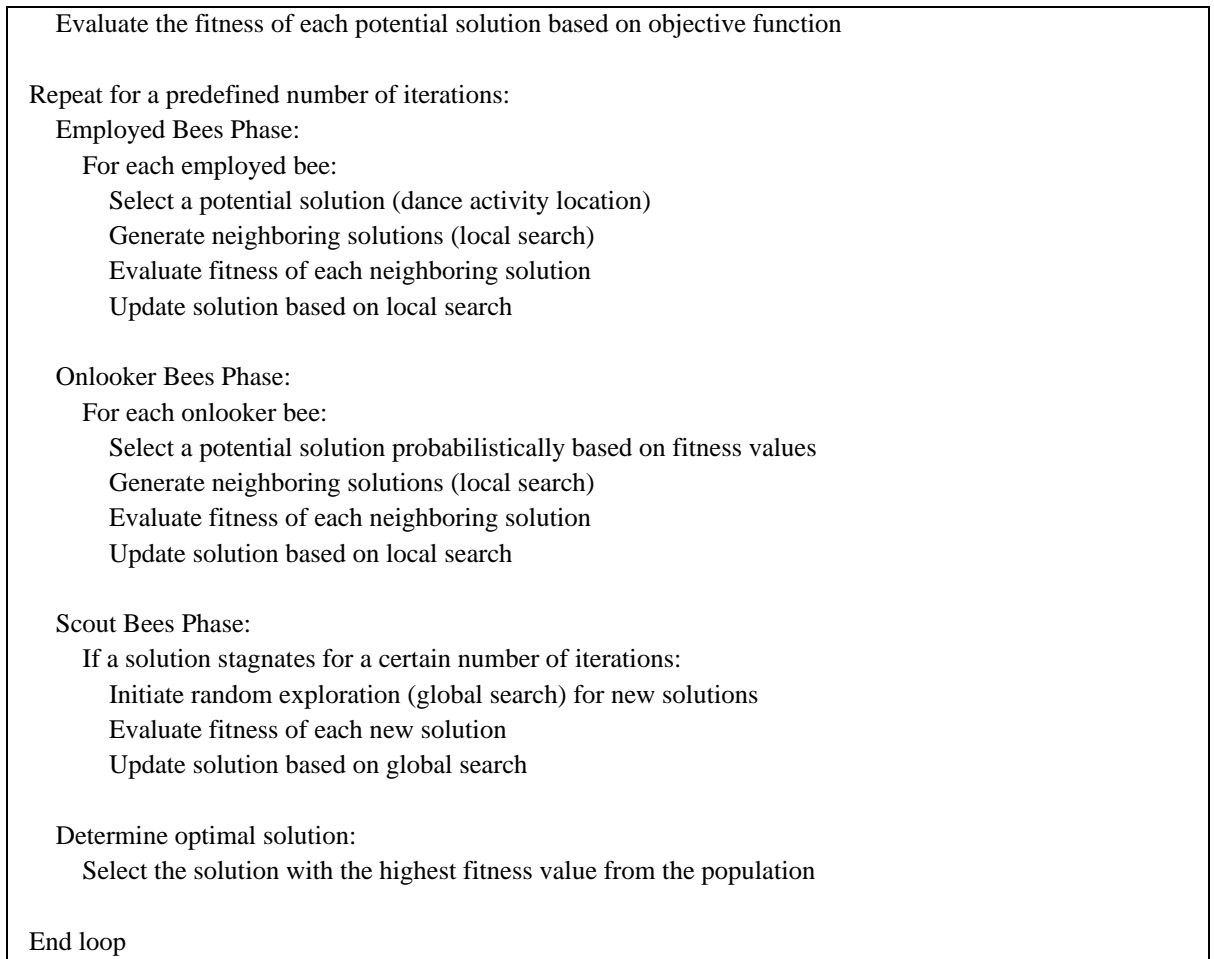 Evaluate the fitness of each potential solution based on objective function
Repeat for a predefined number of iterations:
Employed Bees Phase:
For each employed bee:
Select a potential solution (dance activity location)
Generate neighboring solutions (local search)
Evaluate fitness of each neighboring solution
Update solution based on local search
Onlooker Bees Phase:
For each onlooker bee:
Select a potential solution probabilistically based on fitness values
Generate neighboring solutions (local search)
Evaluate fitness of each neighboring solution
Update solution based on local search
Scout Bees Phase:
If a solution stagnates for a certain number of iterations:
Initiate random exploration (global search) for new solutions
Evaluate fitness of each new solution
Update solution based on global search
Determine optimal solution:
Select the solution with the highest fitness value from the population
End loop